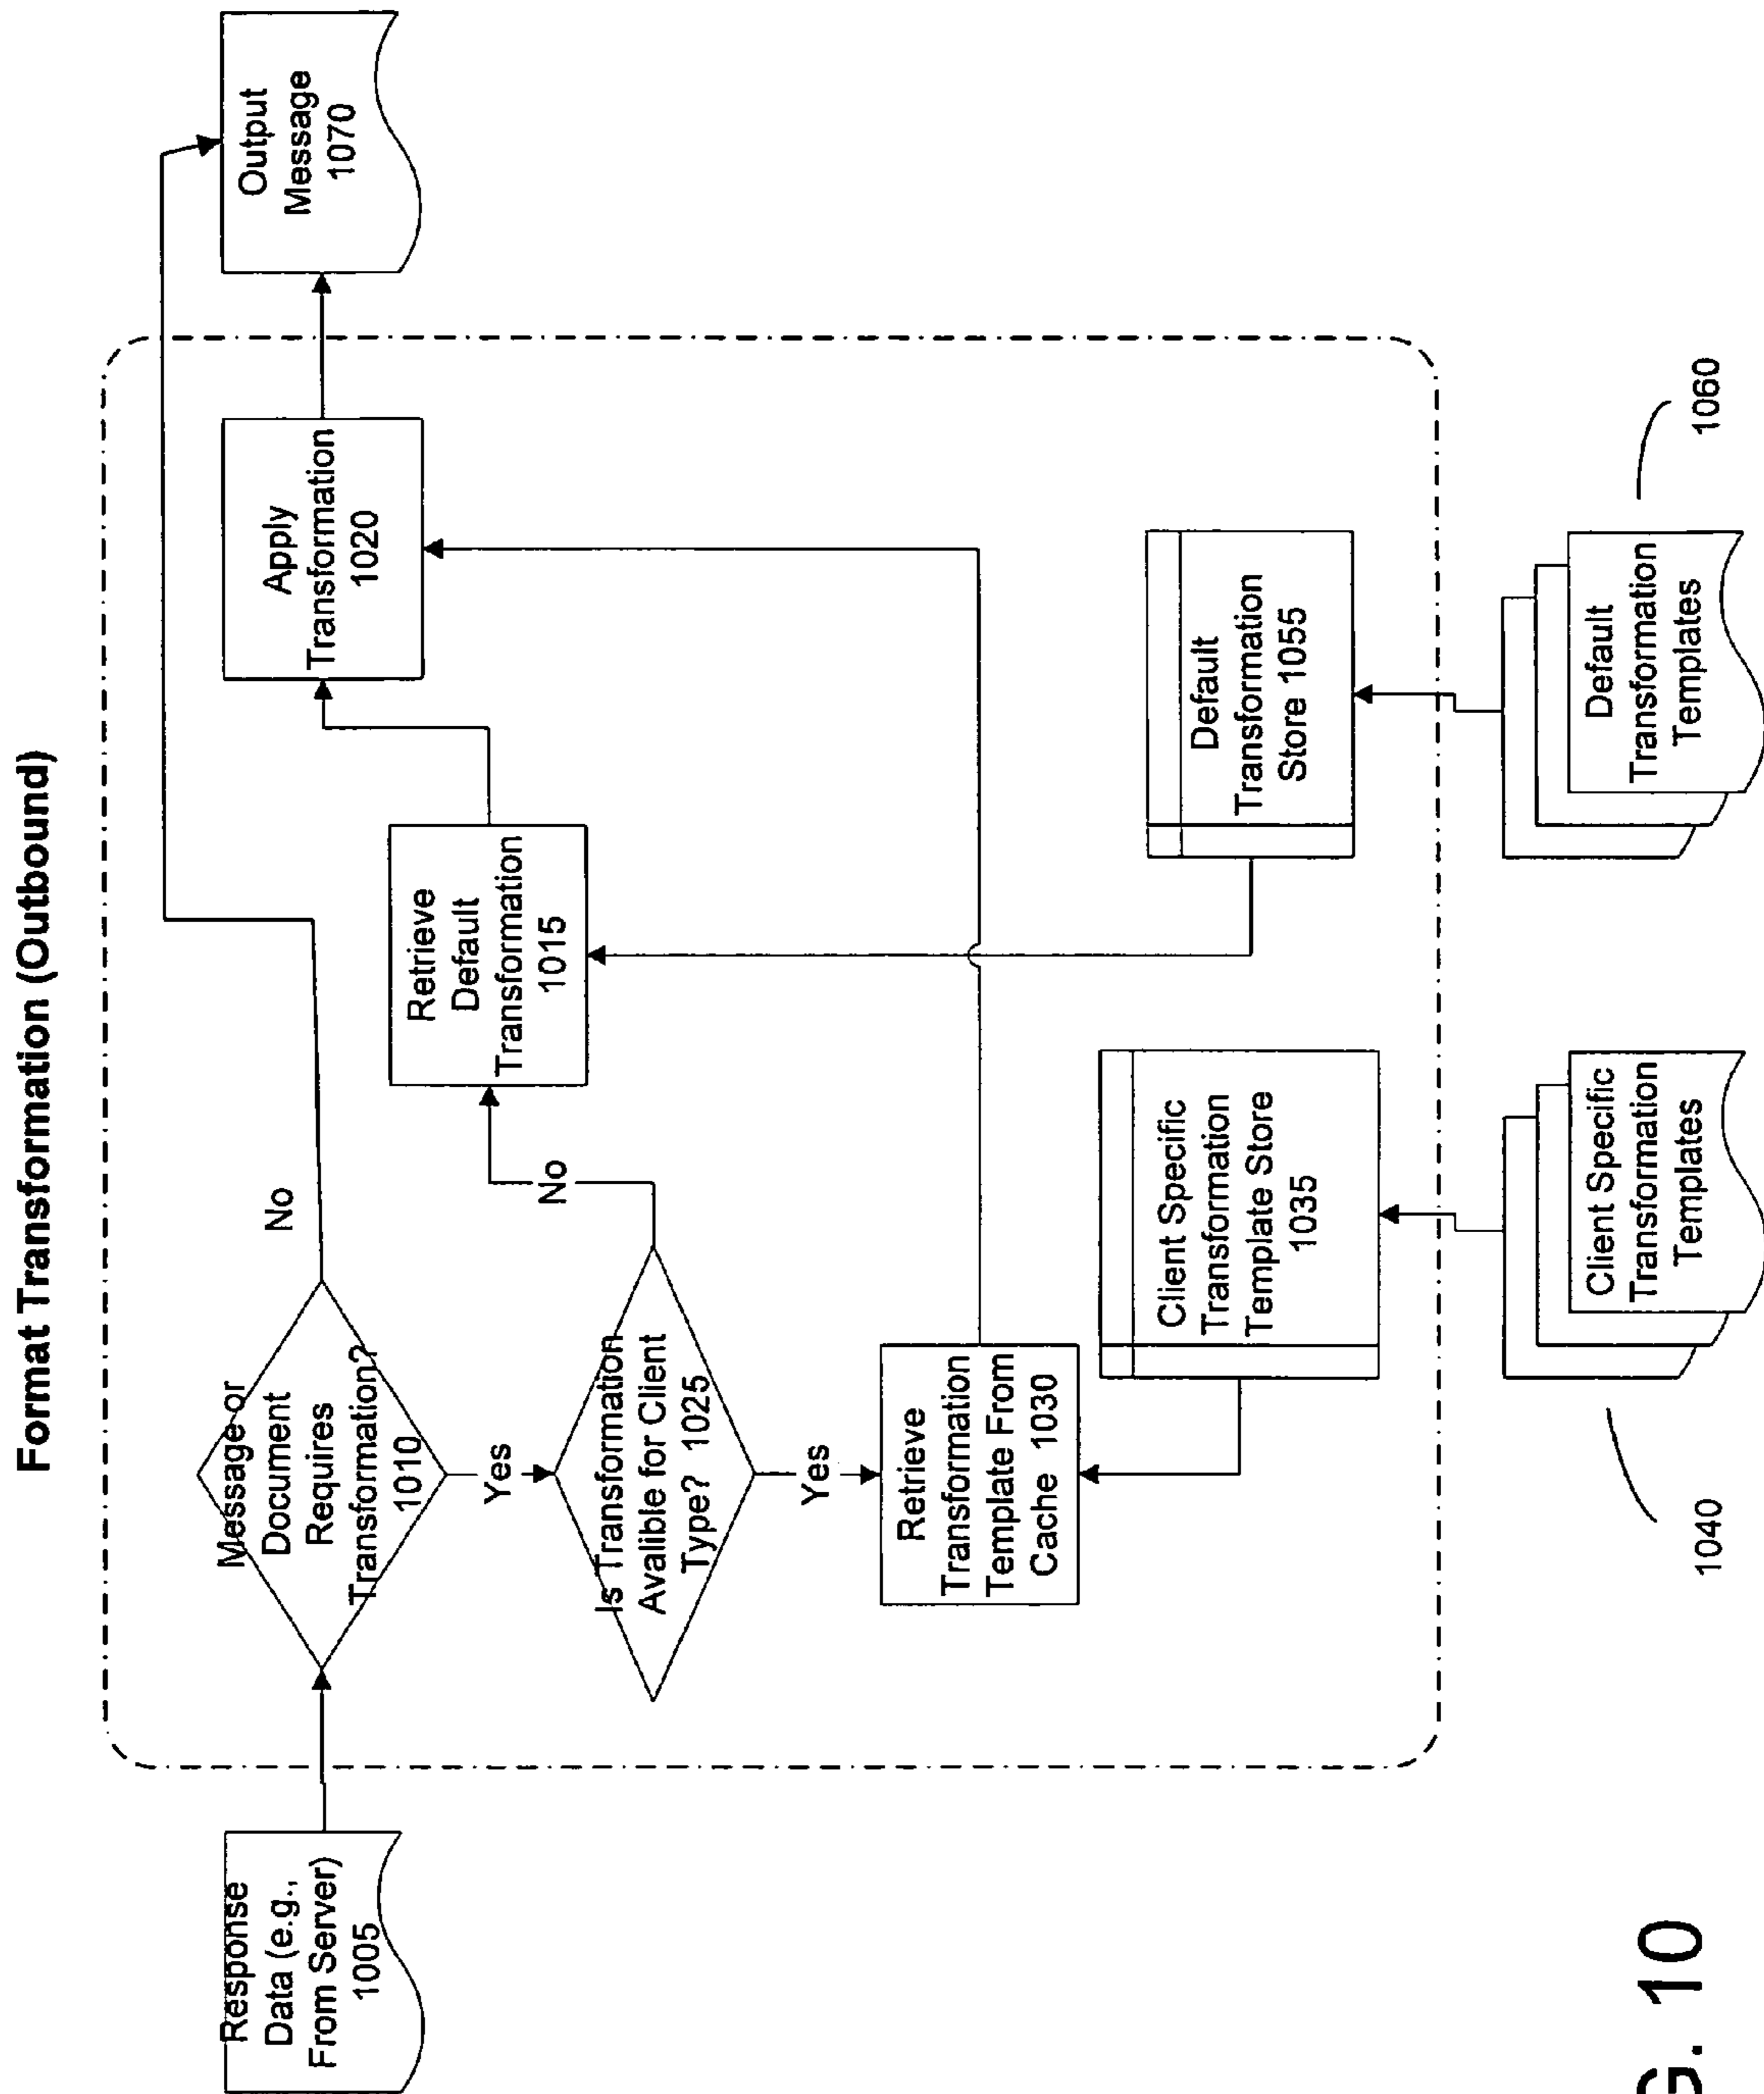 Format Transformation (Outbound)
Response
Data (e.g.,
From Server)
1005
Message or
Document
Requires
Transformation?
1010
No
Yes
Is Transformation
Avalible for Client
Type? 1025
No
Yes
Retrieve
Default
Transformation
1015
Apply
Transformation
1020
Output
Message
1070
Retrieve
Transformation
Template From
Cache 1030
Client Specific
Transformation
Template Store
1035
Default
Transformation
Store 1055
Client Specific
Transformation
Templates
1040
Default
Transformation
Templates
1060
G. 10